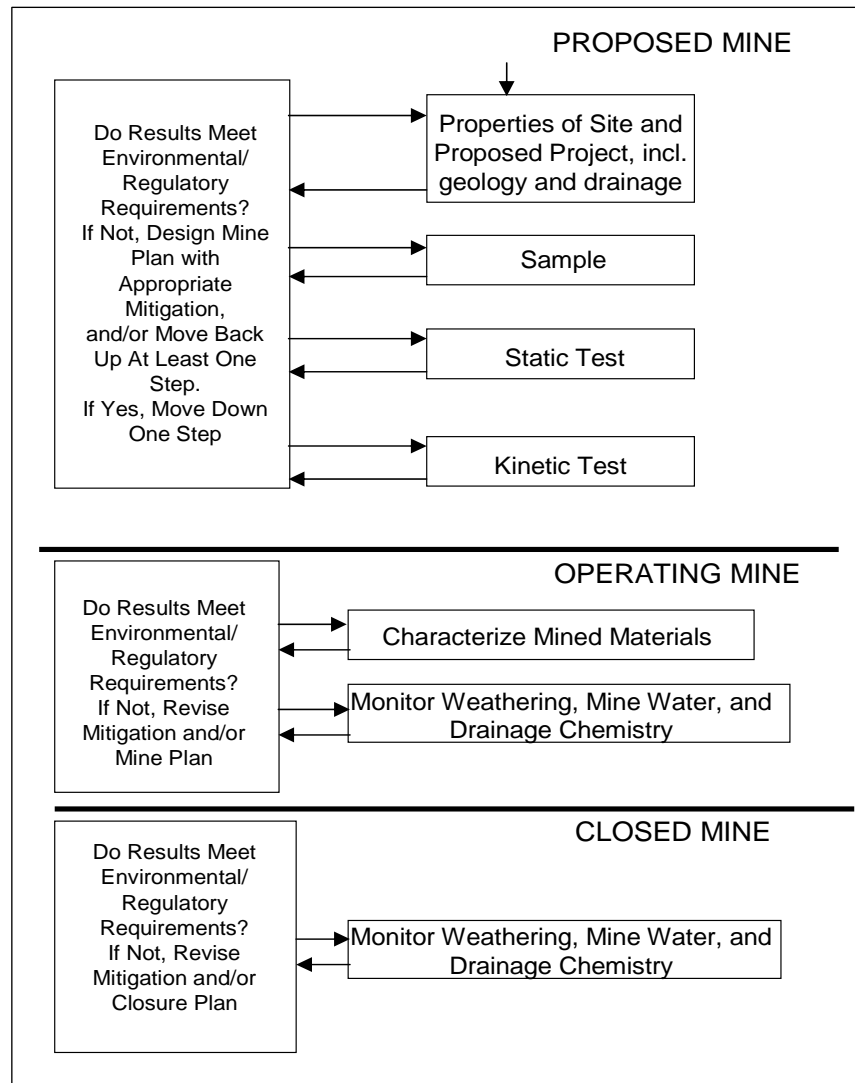 PROPOSED MINE
Do Results Meet
Environmental/
Regulatory
Requirements?
If Not, Design Mine
Plan with
Appropriate
Mitigation,
and/or Move Back
Up At Least One
Step.
If Yes, Move Down
One Step
Properties of Site and
Proposed Project, incl.
geology and drainage
Sample
Static Test
Kinetic Test
OPERATING MINE
Do Results Meet
Environmental/
Regulatory
Requirements?
If Not, Revise
Mitigation and/or
Mine Plan
Characterize Mined Materials
Monitor Weathering, Mine Water, and
Drainage Chemistry
CLOSED MINE
Do Results Meet
Environmental/
Regulatory
Requirements?
If Not, Revise
Mitigation and/or
Closure Plan
Monitor Weathering, Mine Water, and
Drainage Chemistry